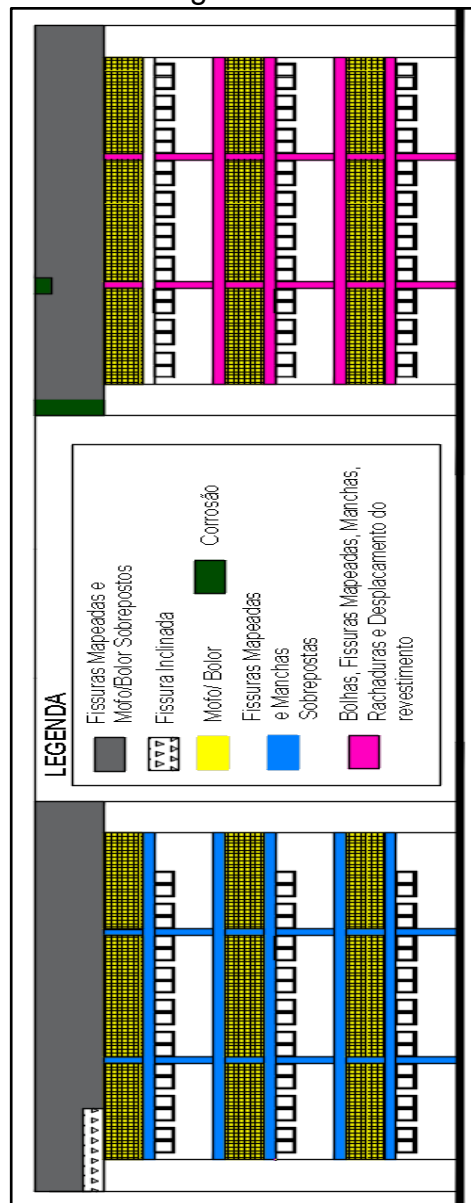 LEGENDA
Fissuras Mapeadas e
Mofo/Bolor Sobrepostos
Fissura Inclinada
Mofo/ Bolor
Corrosão
Fissuras Mapeadas
e Manchas
Sobrepostas
Bolhas, Fissuras Mapeadas, Manchas,
Rachaduras e Desplacamento do
revestimento